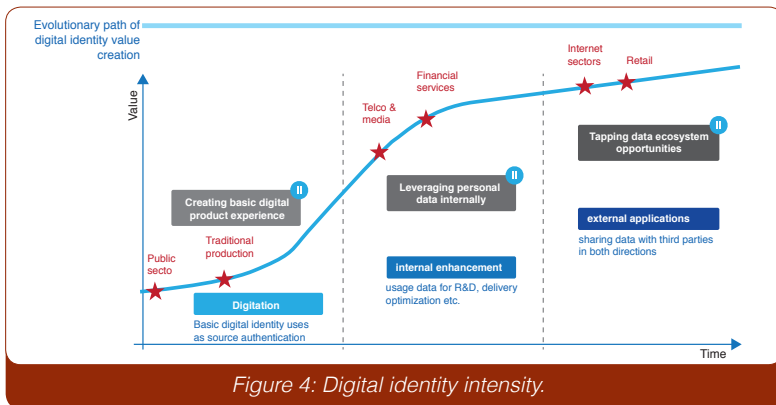 Evolutionary path of
digital identity value
creation
Value
Internet
sectors
Retail
Financial
services
Telco &
media
Tapping data ecosystem
opportunities
II
Leveraging personal
data internally
II
Creating basic digital
product experience
II
external applications
sharing data with third parties
in both directions
Traditional
production
Public
secto
internal enhancement
usage data for R&D, delivery
optimization etc.
Digitation
Basic digital identity uses
as source authentication
Time
Figure 4: Digital identity intensity.